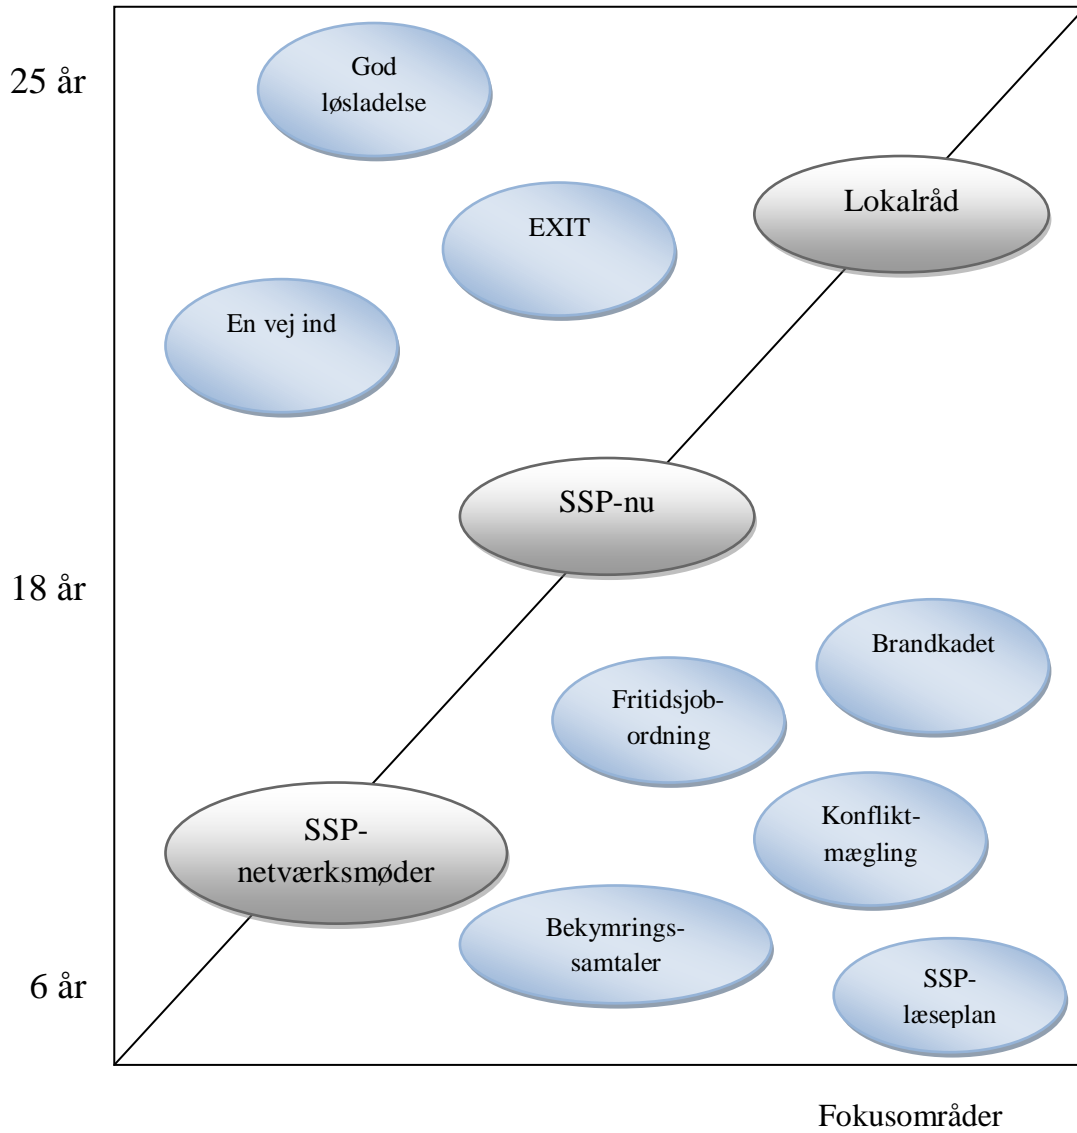 25 år
God
løsladelse
Lokalråd
EXIT
En vej ind
SSP-nu
18 år
Brandkadet
Fritidsjob-
ordning
Konflikt-
mægling
SSP-
netværksmøder
Bekymrings-
samtaler
6 år
SSP-
læseplan
Fokusområder